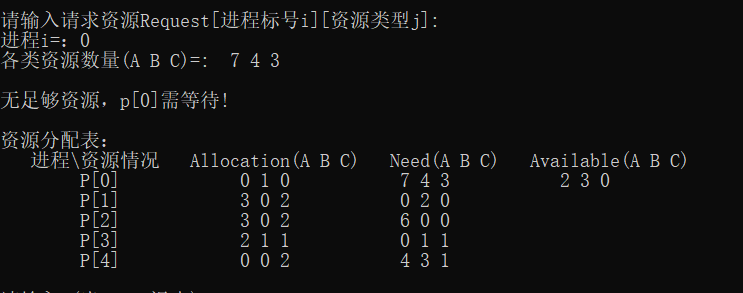 请输入请求资源Request[进程标号i][资源类型j]:
进程i=: 0
各类资源数量(A B C)=: 7 4 3
无足够资源，p[0]需等待!
资源分配表:
进程\资源情况 Allocation(A B C) Need(A B C) Available(A B C)
P[0] 0 1 0 7 4 3 2 3 0
P[1] 3 0 2 0 2 0
P[2] 3 0 2 6 0 0
P[3] 2 1 1 0 1 1
P[4] 0 0 2 4 3 1